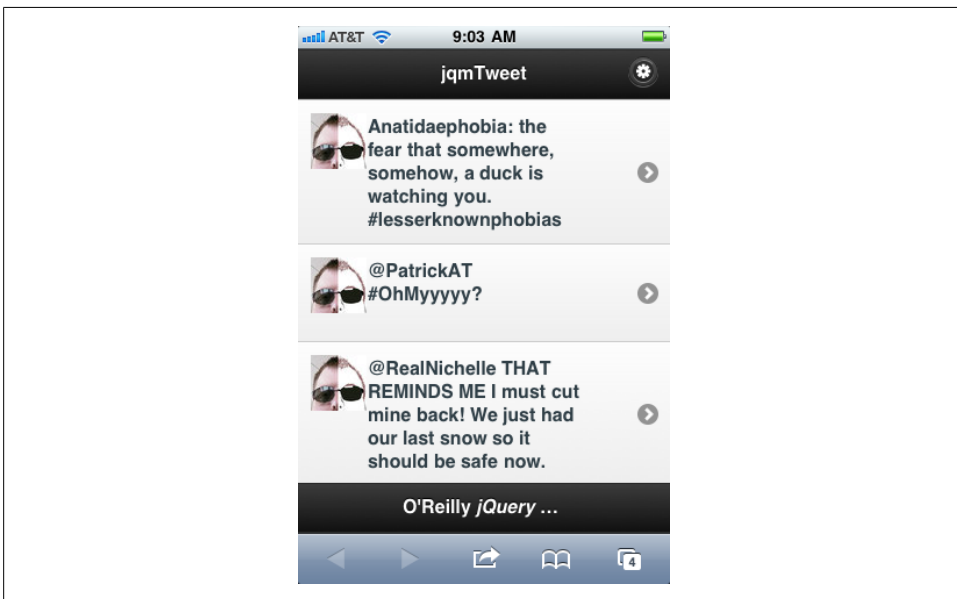 AT&T 9:03 AM
jqmTweet
Anatidaephobia: the
fear that somewhere,
somehow, a duck is
watching you.
#lesserknownphobias
@PatrickAT
#OhMyyyyy?
@RealNichelle THAT
REMINDS ME I must cut
mine back! We just had
our last snow so it
should be safe now.
O'Reilly jQuery …
4